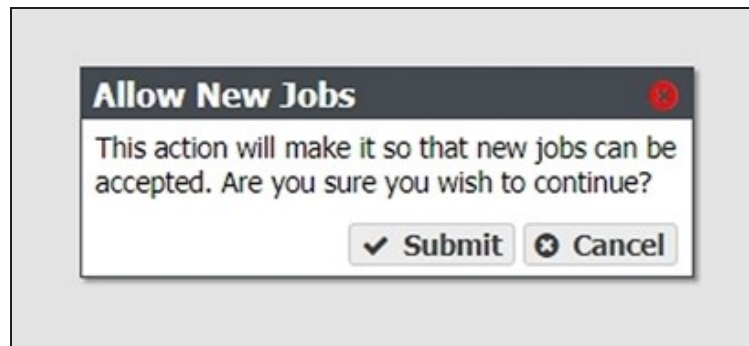 Allow New Jobs
This action will make it so that new jobs can be
accepted. Are you sure you wish to continue?
Submit Cancel